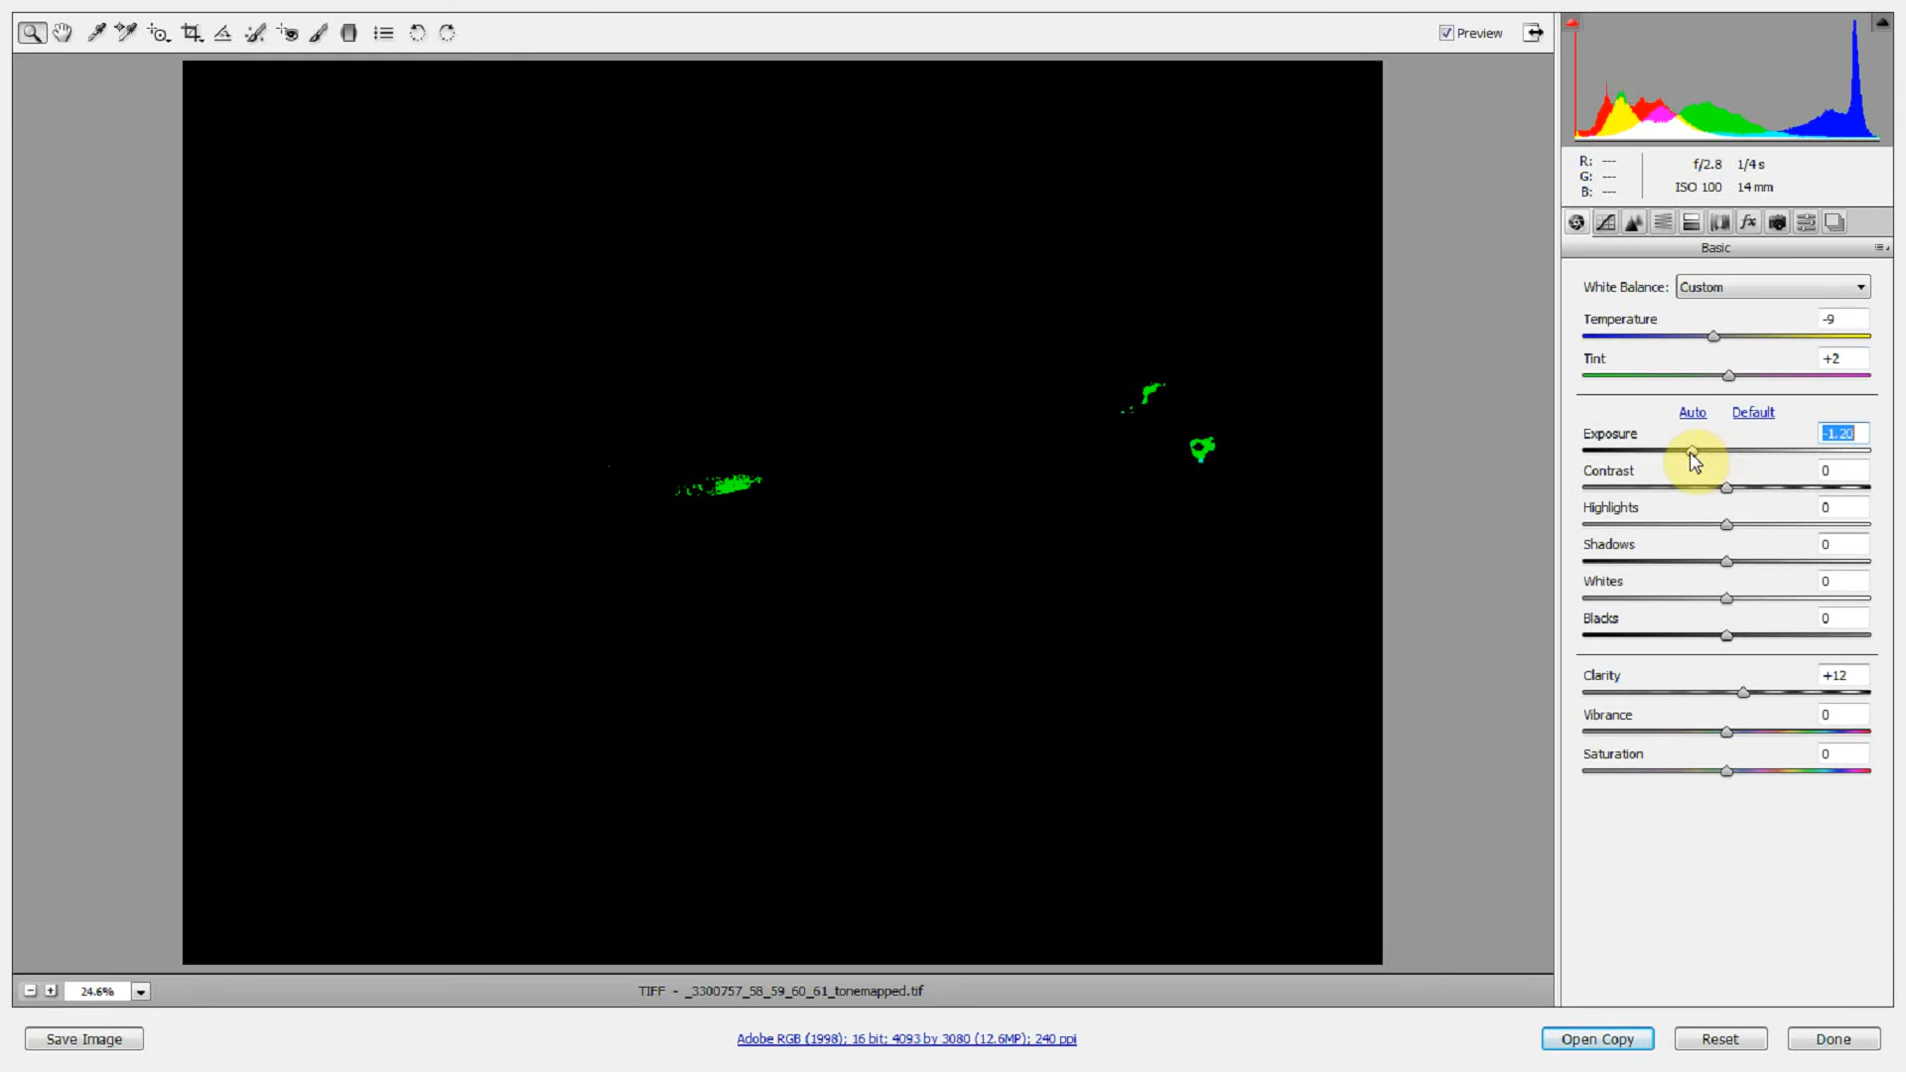 Preview
R: ---
G: ---
B: ---
f/2.8 1/4 s
ISO 100 14 mm
fx
Basic
White Balance: Custom
Temperature -9
Tint +2
Auto Default
Exposure -1.20
Contrast 0
Highlights 0
Shadows 0
Whites 0
Blacks 0
Clarity +12
Vibrance 0
Saturation 0
24.6%
TIFF - _3300757_58_59_60_61_tonemapped.tif
Save Image
Adobe RGB (1998); 16 bit; 4093 by 3080 (12.6MP); 240 ppi
Open Copy
Reset
Done